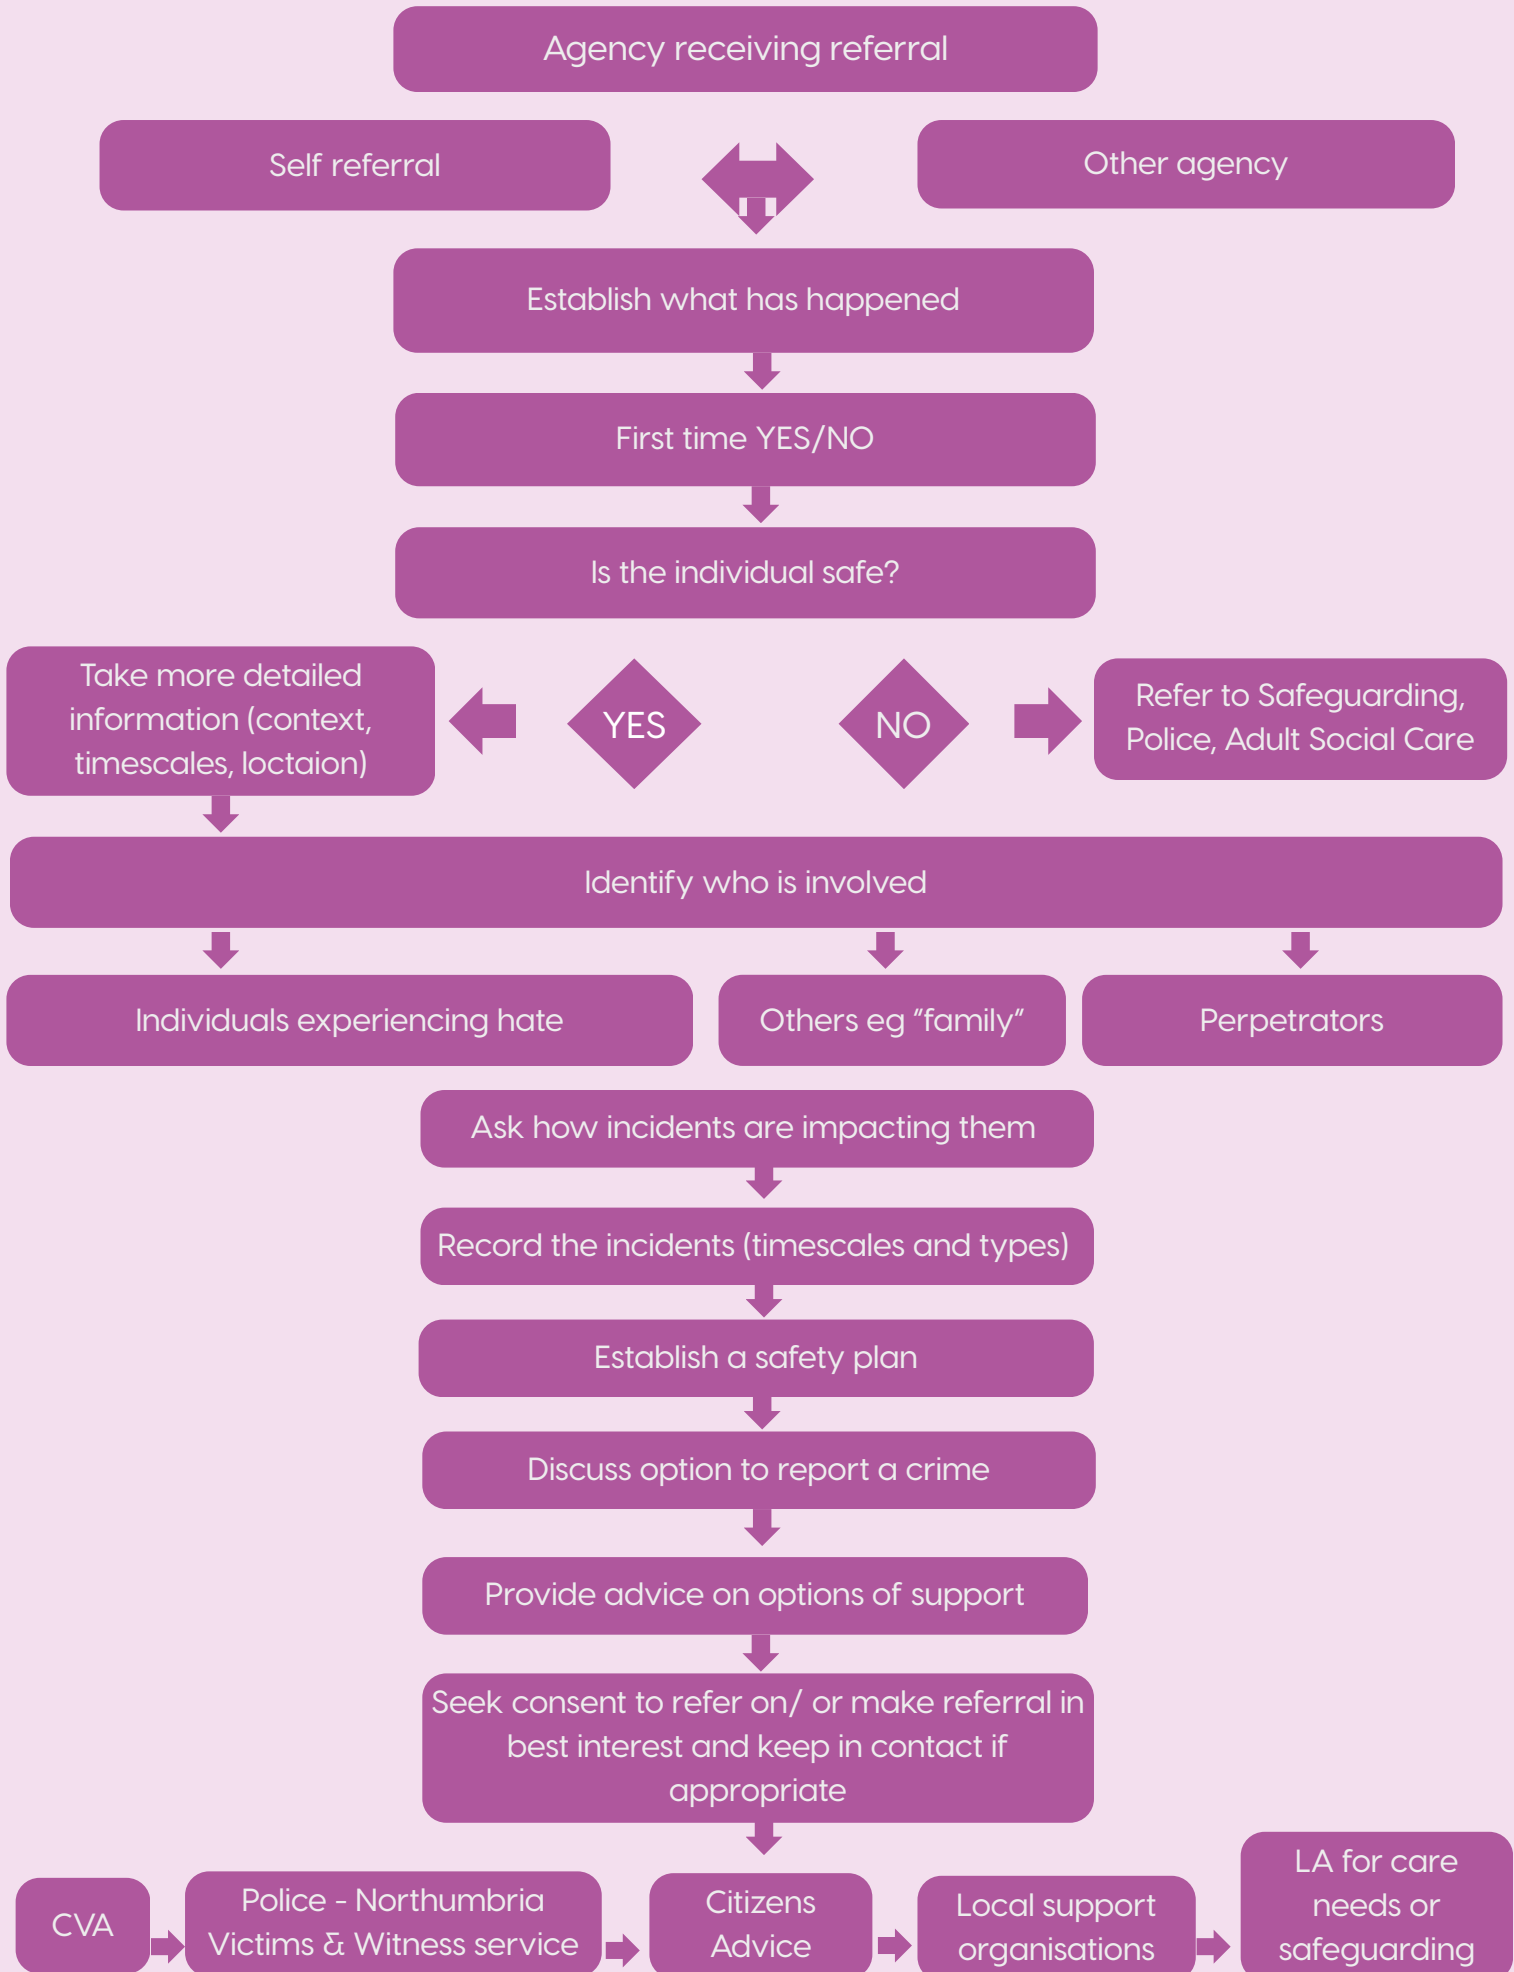 Agency receiving referral
Self referral
Other agency
Establish what has happened
First time YES/NO
Is the individual safe?
Take more detailed
information (context,
timescales, loctaion)
YES
NO
Refer to Safeguarding,
Police, Adult Social Care
Identify who is involved
Individuals experiencing hate
Others eg "family"
Perpetrators
Ask how incidents are impacting them
Record the incidents (timescales and types)
Establish a safety plan
Discuss option to report a crime
Provide advice on options of support
Seek consent to refer on/ or make referral in
best interest and keep in contact if
appropriate
CVA
Police - Northumbria
Victims & Witness service
Citizens
Advice
Local support
organisations
LA for care
needs or
safeguarding